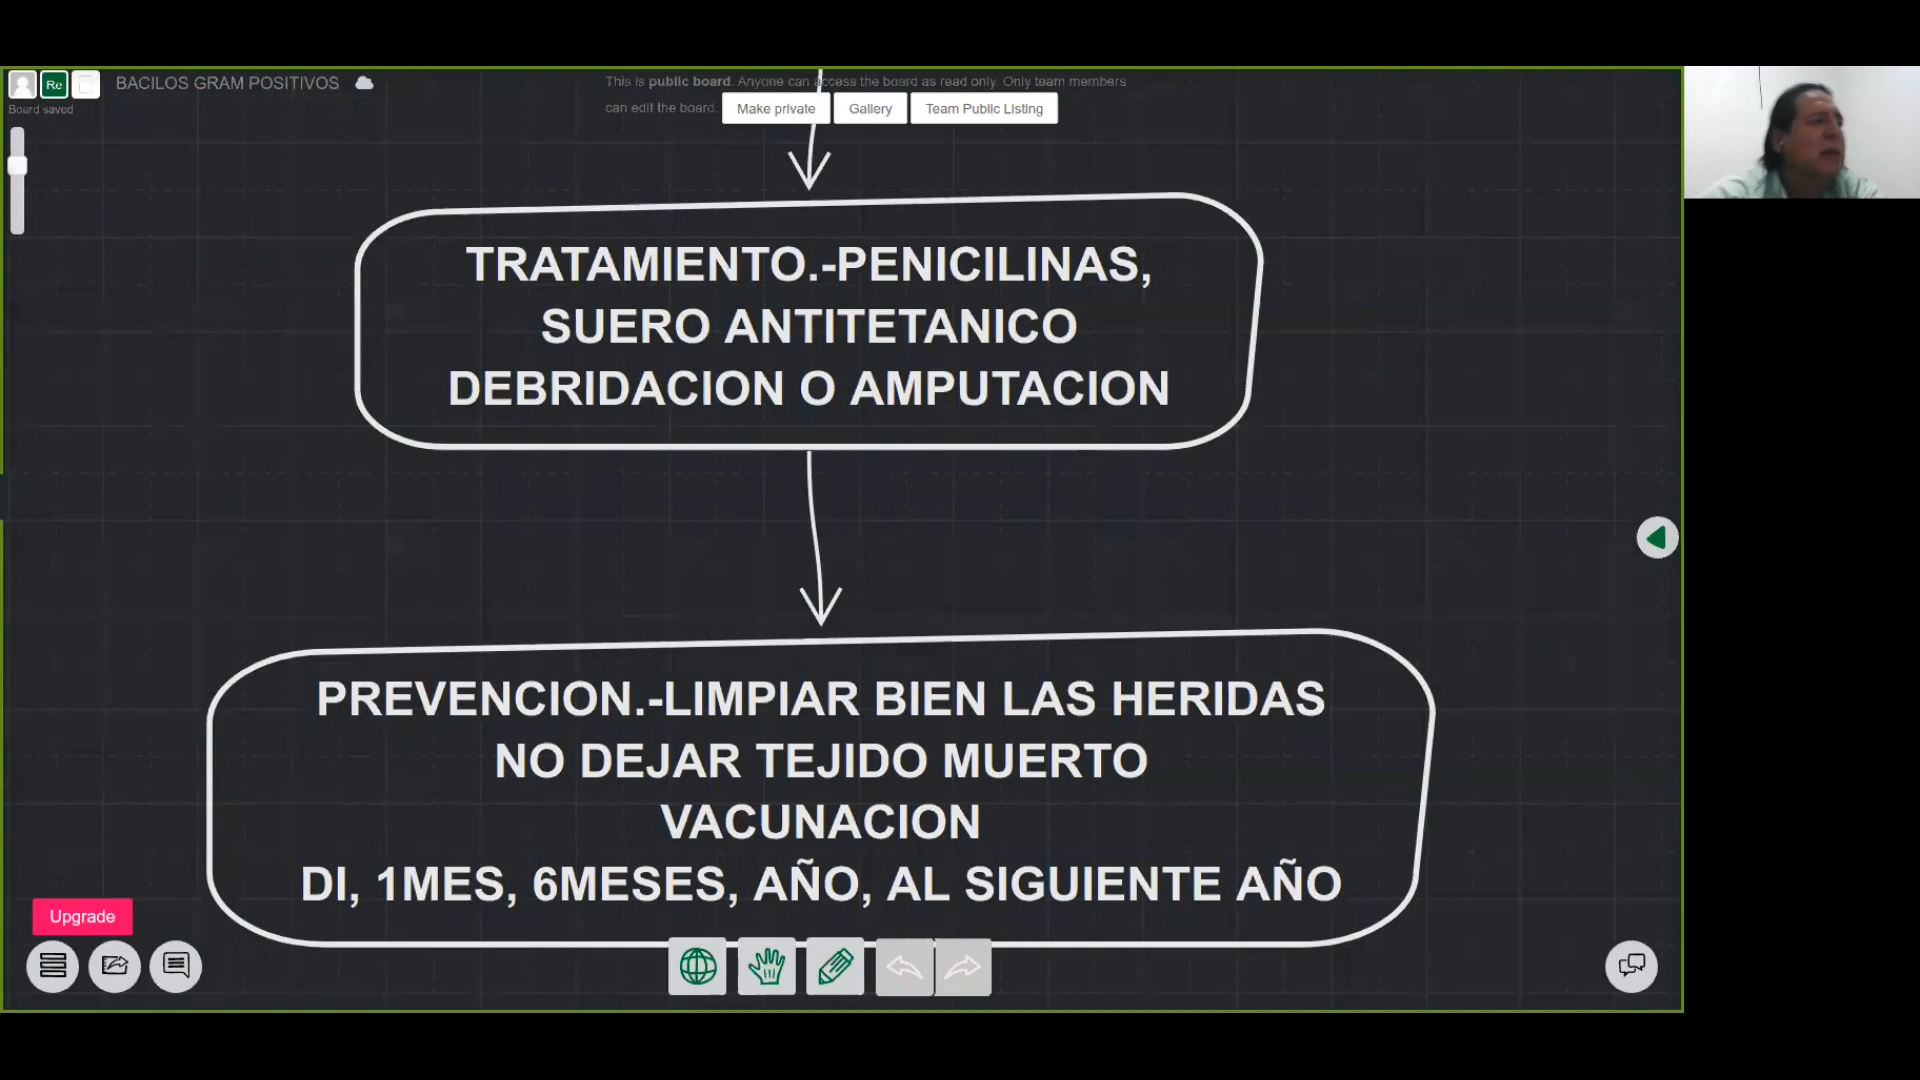 Re
BACILOS GRAM POSITIVOS
Board saved
This is public board. Anyone can access the board as read only. Only team members
can edit the board.
Make private
Gallery
Team Public Listing
TRATAMIENTO.-PENICILINAS,
SUERO ANTITETANICO
DEBRIDACION O AMPUTACION
PREVENCION.-LIMPIAR BIEN LAS HERIDAS
NO DEJAR TEJIDO MUERTO
VACUNACION
DI, 1MES, 6MESES, AÑO, AL SIGUIENTE AÑO
Upgrade